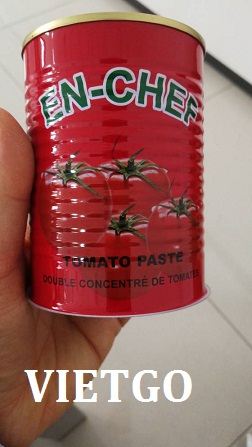 EN-CHEF
TOMATO PASTE
DOUBLE CONCENTRÉ DE TOMATES
VIETGO